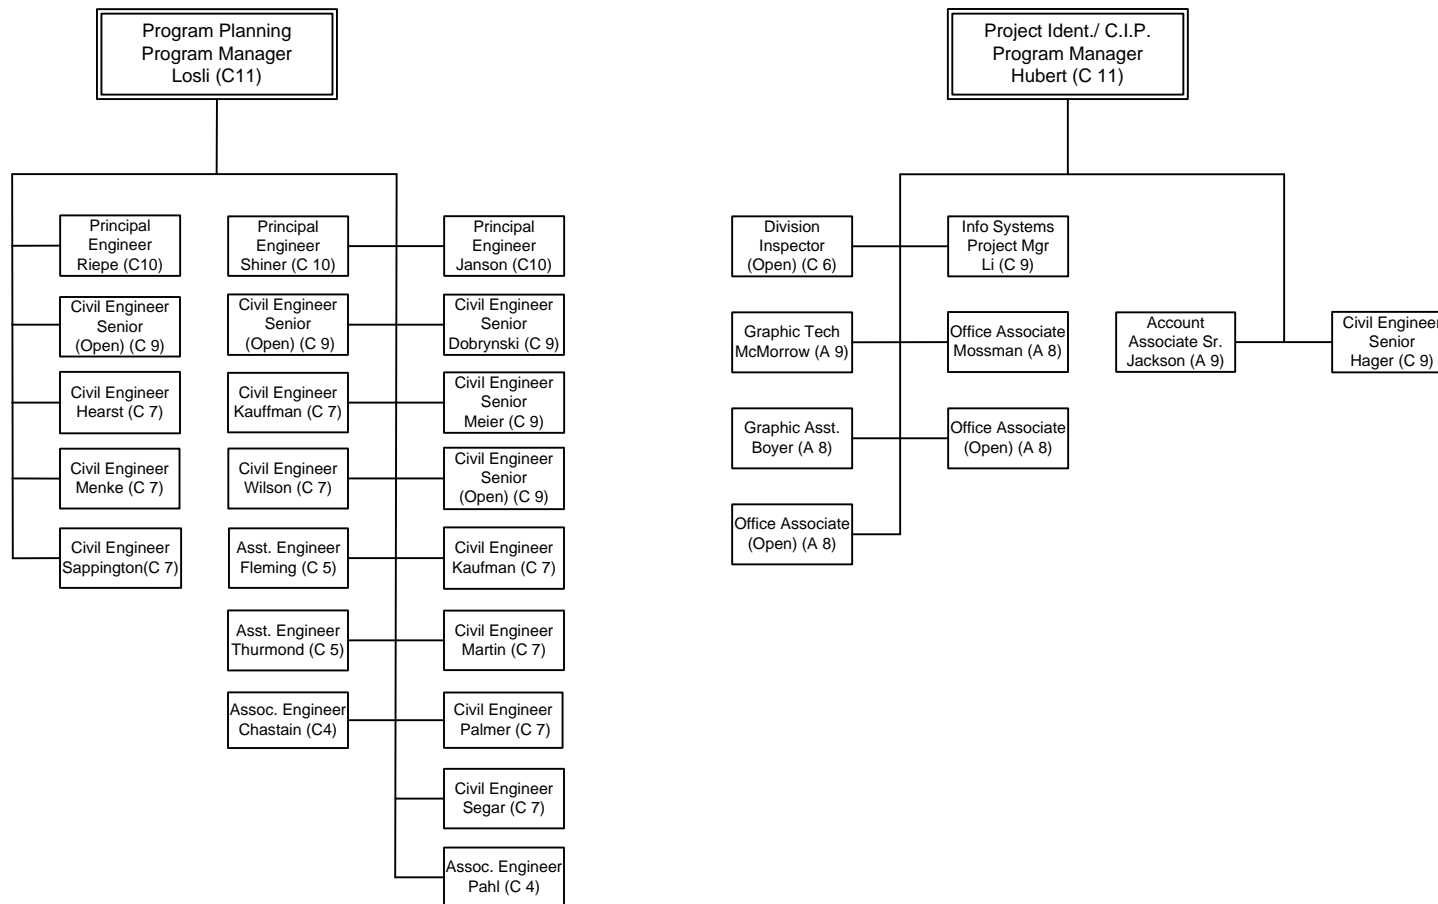 Program Planning
Program Manager
Losli (C11)
Project Ident./ C.I.P.
Program Manager
Hubert (C 11)
Principal
Engineer
Riepe (C10)
Civil Engineer
Senior
(Open) (C 9)
Civil Engineer
Hearst (C 7)
Civil Engineer
Menke (C 7)
Civil Engineer
Sappington(C 7)
Principal
Engineer
Shiner (C 10)
Civil Engineer
Senior
(Open) (C 9)
Civil Engineer
Kauffman (C 7)
Civil Engineer
Wilson (C 7)
Asst. Engineer
Fleming (C 5)
Asst. Engineer
Thurmond (C 5)
Assoc. Engineer
Chastain (C4)
Principal
Engineer
Janson (C10)
Civil Engineer
Senior
Dobrynski (C 9)
Civil Engineer
Senior
Meier (C 9)
Civil Engineer
Senior
(Open) (C 9)
Civil Engineer
Kaufman (C 7)
Civil Engineer
Martin (C 7)
Civil Engineer
Palmer (C 7)
Civil Engineer
Segar (C 7)
Assoc. Engineer
Pahl (C 4)
Division
Inspector
(Open) (C 6)
Graphic Tech
McMorrow (A 9)
Graphic Asst.
Boyer (A 8)
Office Associate
(Open) (A 8)
Info Systems
Project Mgr
Li (C 9)
Office Associate
Mossman (A 8)
Office Associate
(Open) (A 8)
Account
Associate Sr.
Jackson (A 9)
Civil Engineer
Senior
Hager (C 9)